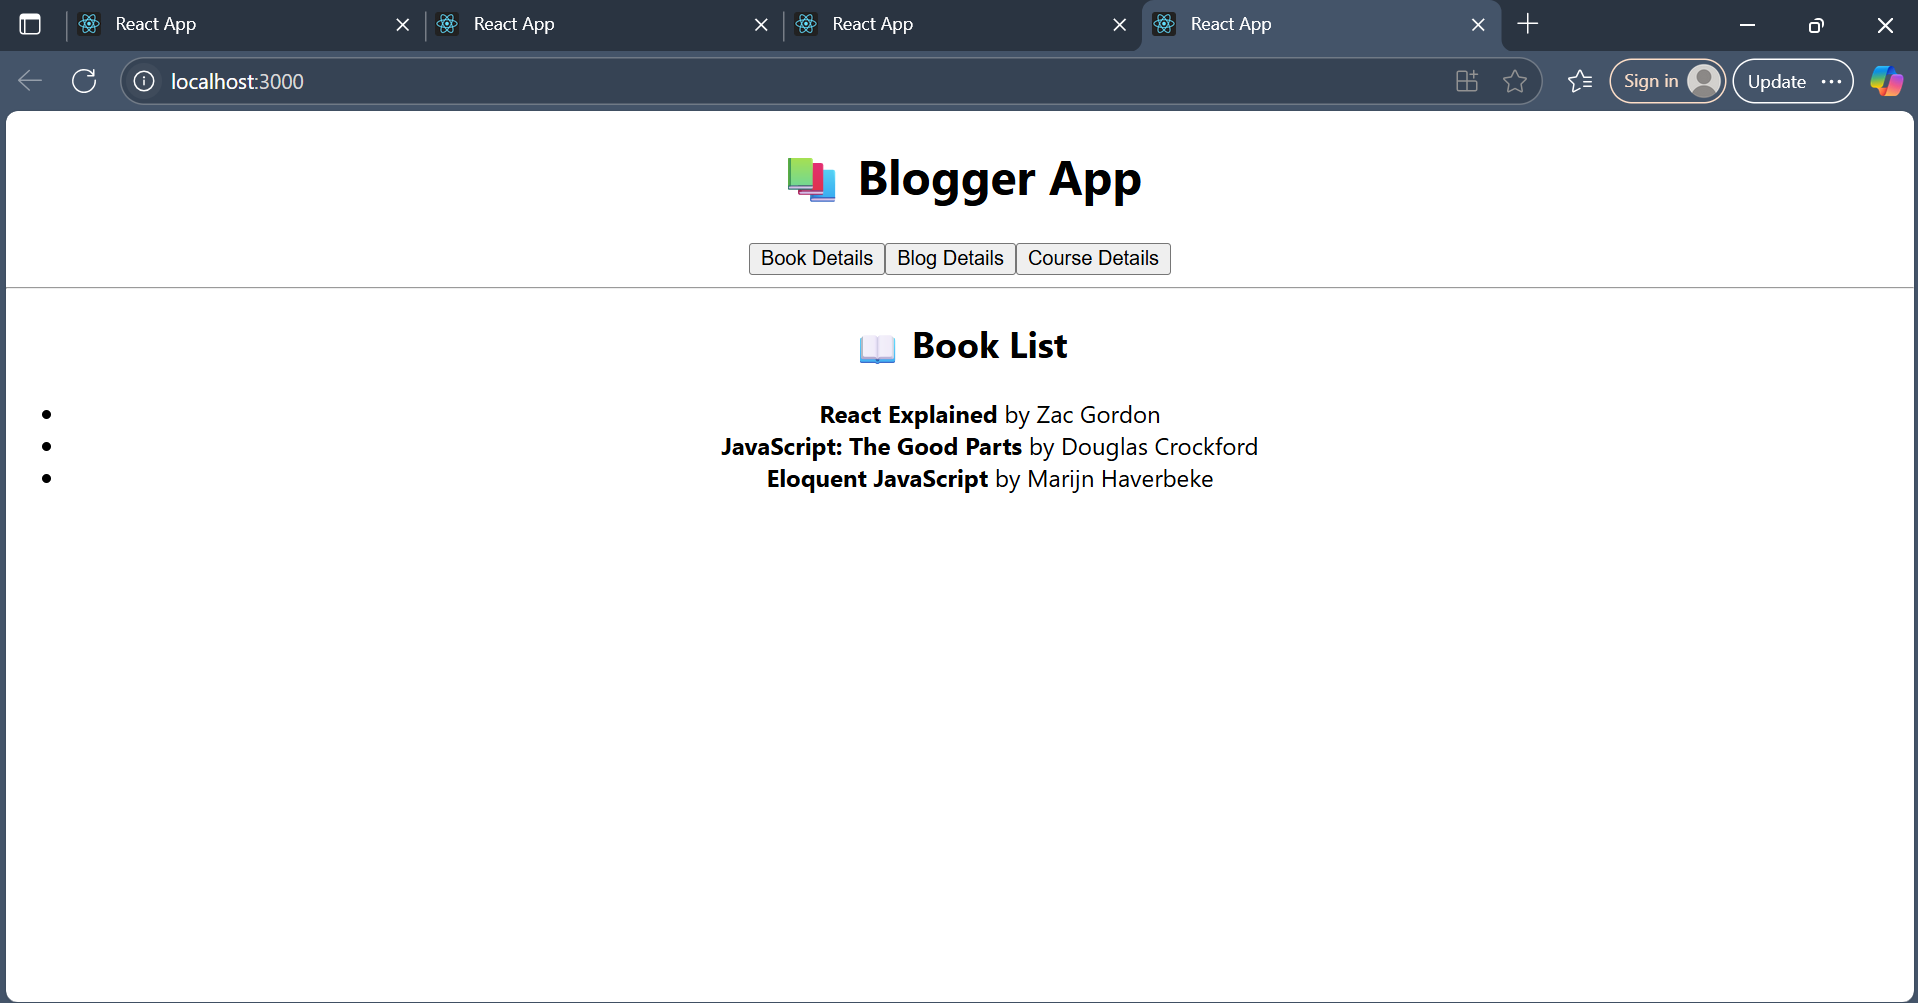 React App
React App
React App
React App
localhost:3000
Sign in
Update
Blogger App
Book Details
Blog Details
Course Details
Book List
React Explained by Zac Gordon
JavaScript: The Good Parts by Douglas Crockford
Eloquent JavaScript by Marijn Haverbeke